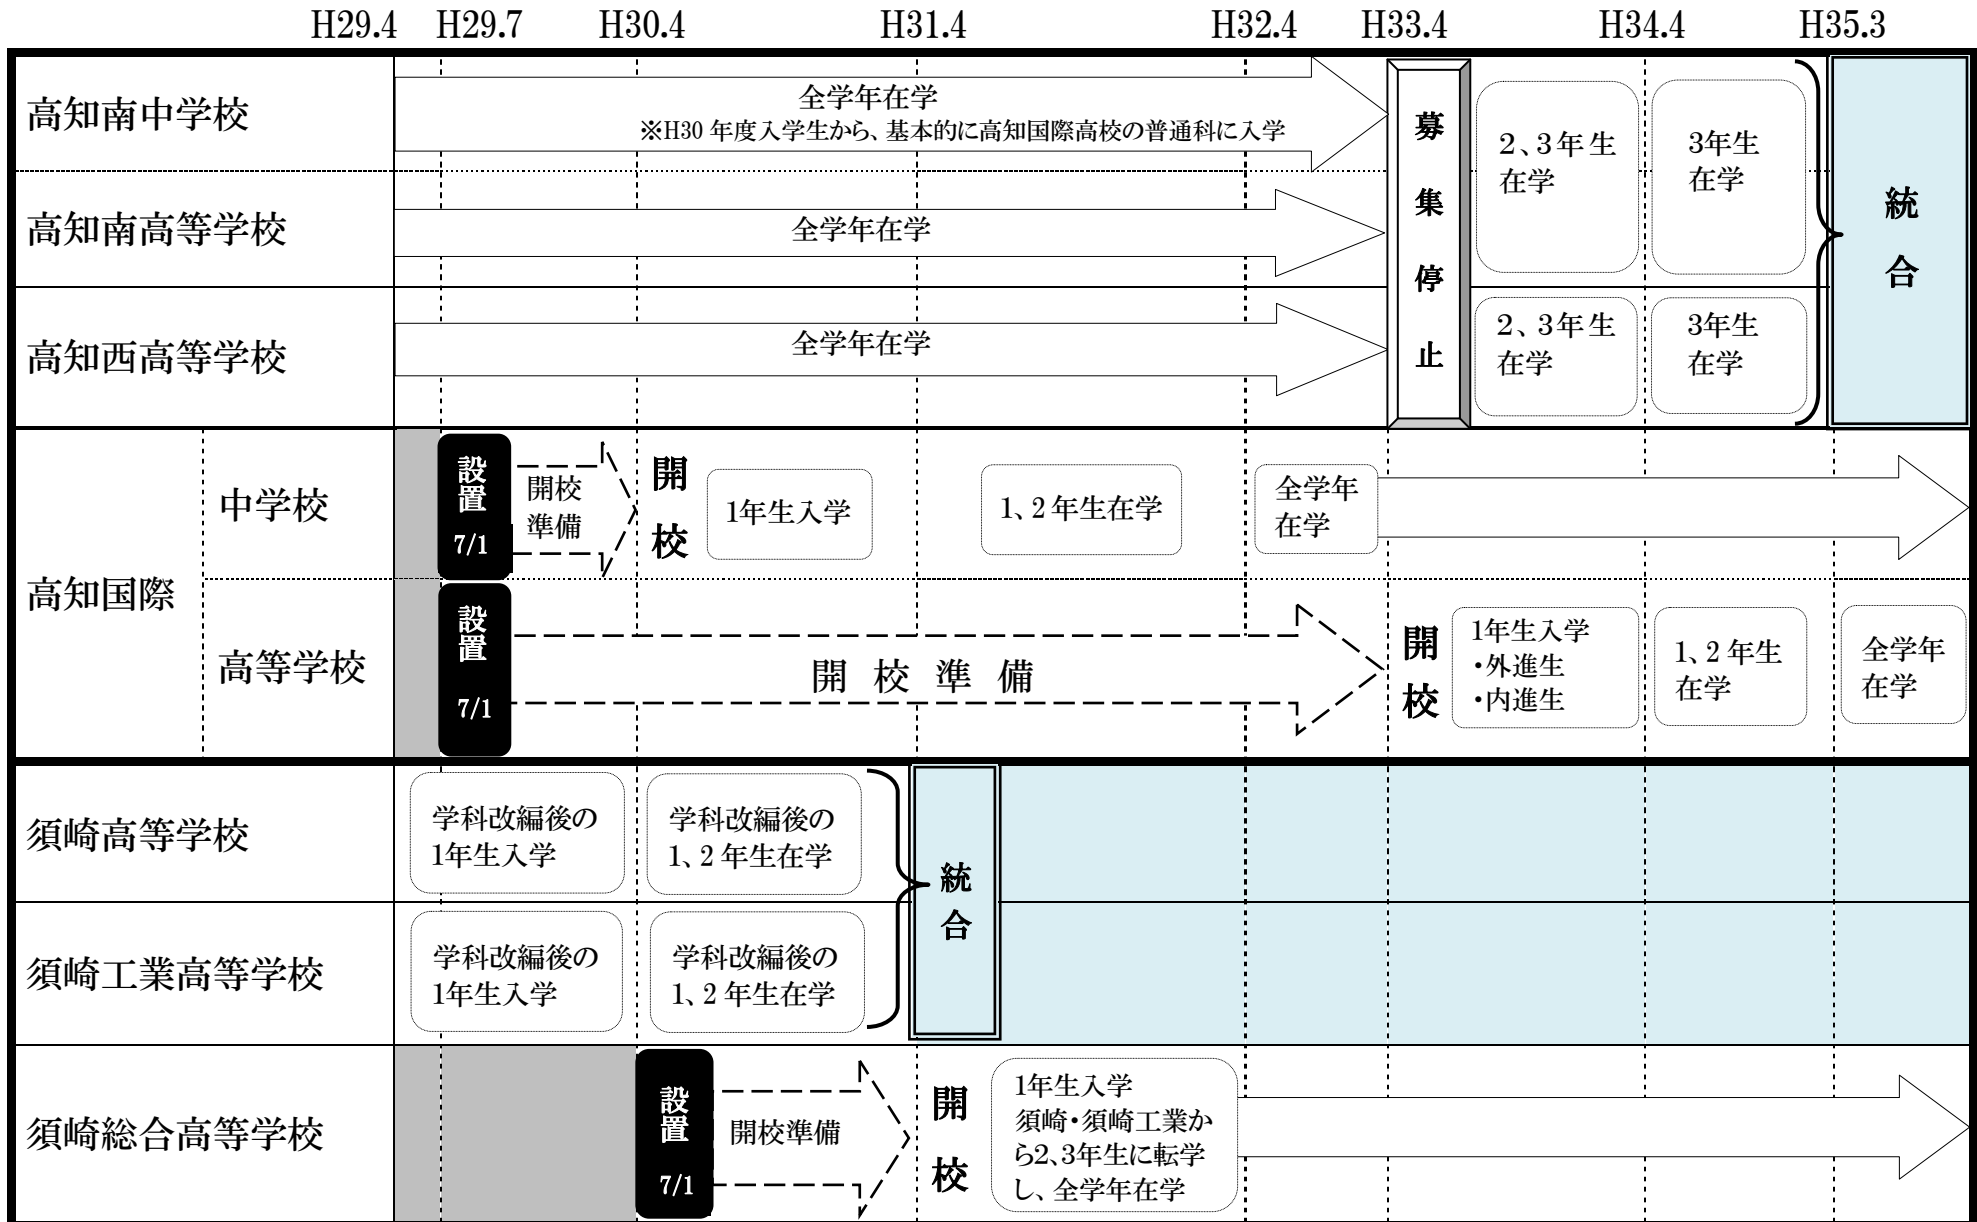 H29.4 H29.7 H30.4 H31.4 H32.4 H33.4 H34.4 H35.3
高知南中学校
全学年在学
※H30 年度入学生から、基本的に高知国際高校の普通科に入学
高知南高等学校
全学年在学
高知西高等学校
全学年在学
募集停止
2、3年生
在学
3年生
在学
2、3年生
在学
3年生
在学
統合
高知国際
中学校
設置
7/1
開校
準備
開校
1年生入学
1、2年生在学
全学年
在学
高等学校
設置
7/1
開校準備
開校
1年生入学
・外進生
・内進生
1、2年生
在学
全学年
在学
須崎高等学校
学科改編後の
1年生入学
学科改編後の
1、2年生在学
須崎工業高等学校
学科改編後の
1年生入学
学科改編後の
1、2年生在学
統合
須崎総合高等学校
設置
7/1
開校準備
開校
1年生入学
須崎・須崎工業か
ら2、3年生に転学
し、全学年在学